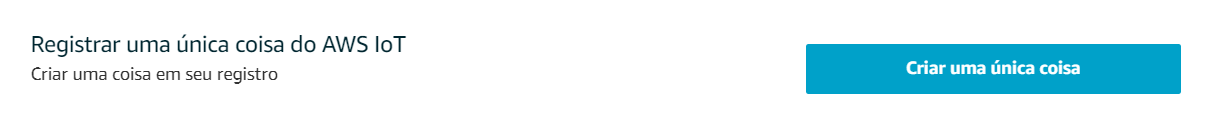 Registrar uma única coisa do AWS IoT
Criar uma coisa em seu registro
Criar uma única coisa